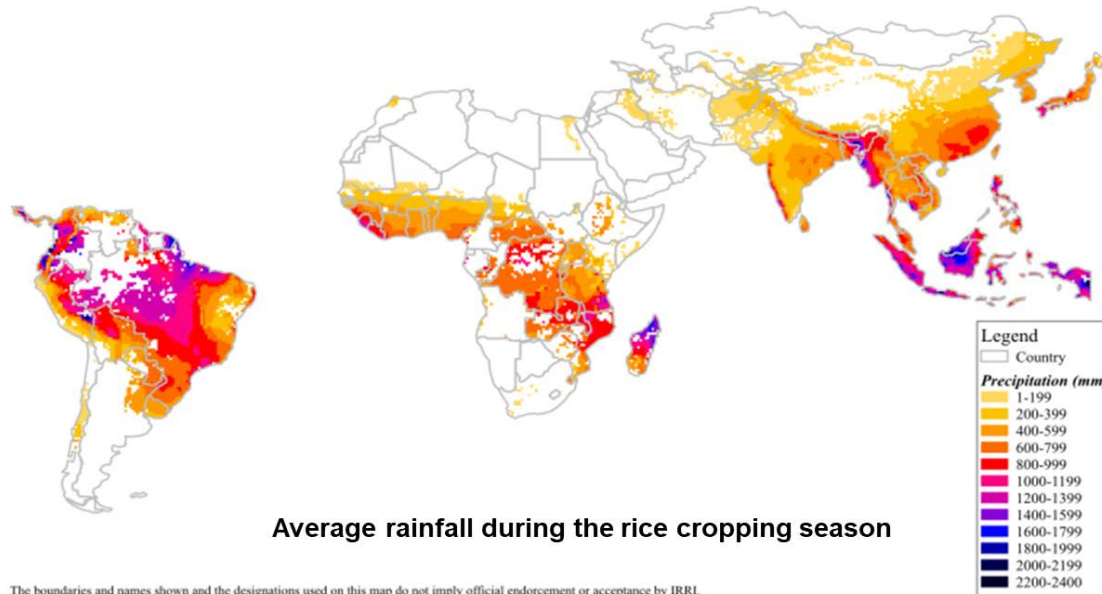 Legend
Country
Precipitation (mm)
1-199
200-399
400-599
600-799
800-999
1000-1199
1200-1399
1400-1599
1600-1799
1800-1999
2000-2199
2200-2400
Average rainfall during the rice cropping season
The boundaries and names shown and the designations used on this map do not imply official endorsement or acceptance by IRRI.